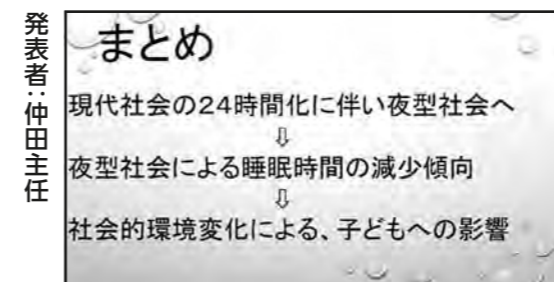 発表者：仲田主任
まとめ
現代社会の24時間化に伴い夜型社会へ
⇩
夜型社会による睡眠時間の減少傾向
⇩
社会的環境変化による、子どもへの影響